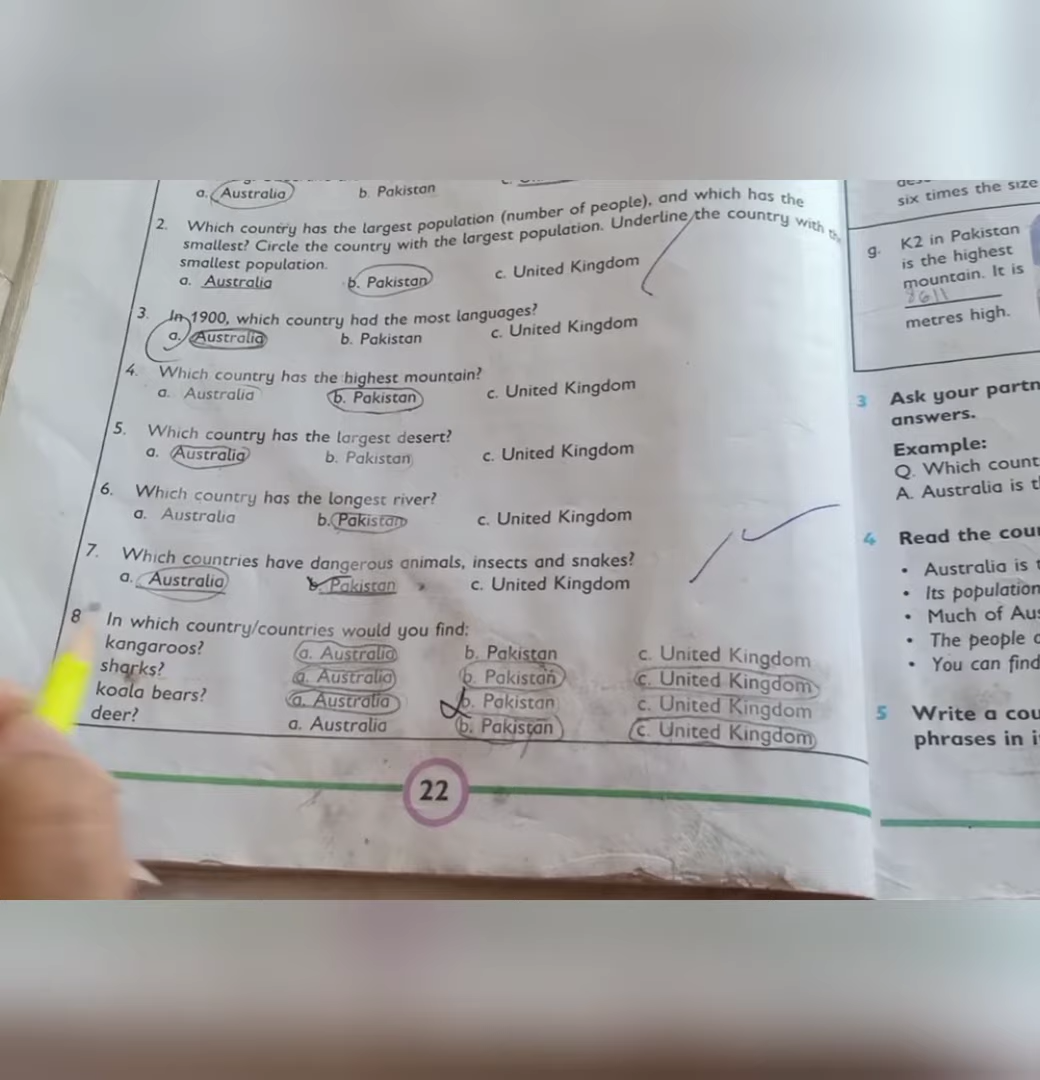 a. Australia b. Pakistan
2. Which country has the largest population (number of people), and which has the
smallest? Circle the country with the largest population. Underline the country with
smallest population.
a. Australia b. Pakistan c. United Kingdom
3. In 1900, which country had the most languages?
a. Australia b. Pakistan c. United Kingdom
4. Which country has the highest mountain?
a. Australia b. Pakistan c. United Kingdom
5. Which country has the largest desert?
a. Australia b. Pakistan c. United Kingdom
6. Which country has the longest river?
a. Australia b. Pakistan c. United Kingdom
7. Which countries have dangerous animals, insects and snakes?
a. Australia b. Pakistan c. United Kingdom
8 In which country/countries would you find:
kangaroos? a. Australia b. Pakistan c. United Kingdom
sharks? a. Australia b. Pakistan c. United Kingdom
koala bears? a. Australia b. Pakistan c. United Kingdom
deer? a. Australia b. Pakistan c. United Kingdom
22
six times the size
g. K2 in Pakistan
is the highest
mountain. It is
8611
metres high.
3 Ask your partn
answers.
Example:
Q. Which count
A. Australia is t
4 Read the cou
• Australia is
• Its population
• Much of Aus
• The people
• You can find
5 Write a cou
phrases in i